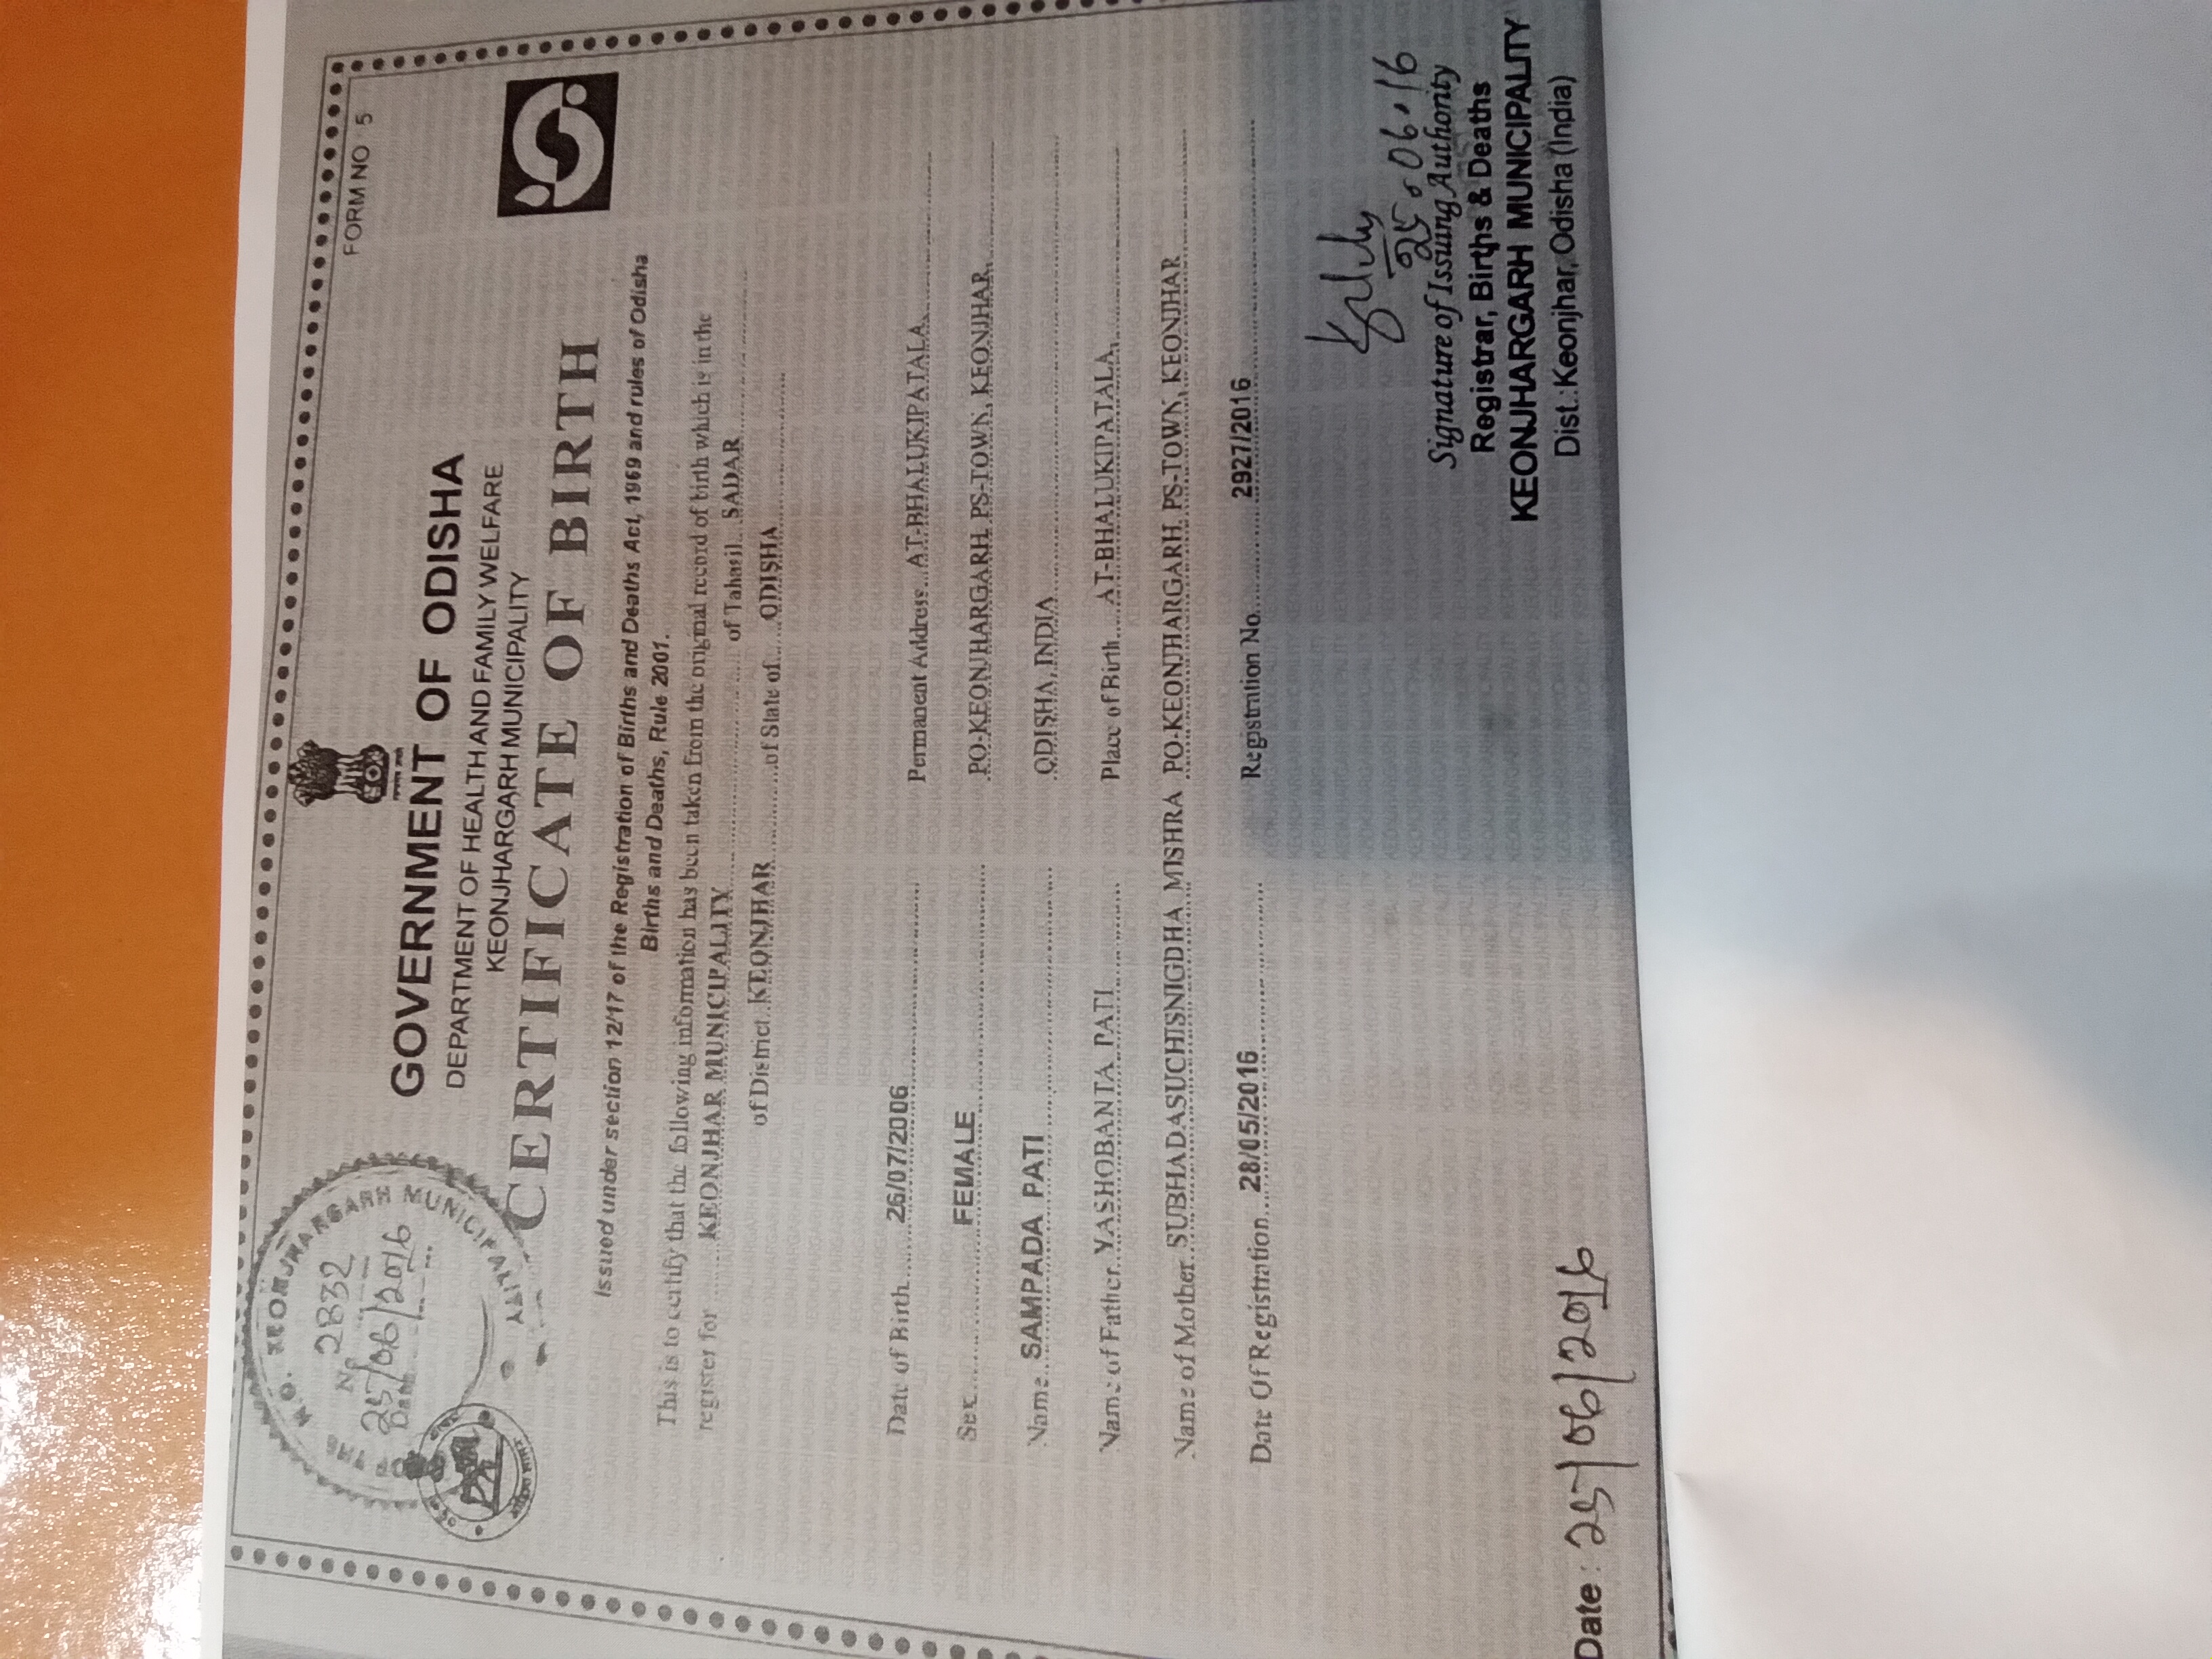 FORM NO 5
M.O. KEONJHARGARH MUNICIPALITY
No 2832
25/06/2016
GOVERNMENT OF ODISHA
DEPARTMENT OF HEALTH AND FAMILY WELFARE
KEONJHARGARH MUNICIPALITY
CERTIFICATE OF BIRTH
Issued under section 12/17 of the Registration of Births and Deaths Act, 1969 and rules of Odisha
Births and Deaths, Rule 2001.
This is to certify that the following information has been taken from the original record of birth which is in the
register for KEONJHAR MUNICIPALITY of Tahasil SADAR
of District KEONJHAR of State of ODISHA
Date of Birth 26/07/2006
Sex FEMALE
Name SAMPADA PATI
Name of Father YASHOBANTA PATI
Name of Mother SUBHADASUCHISNIGDHA MISHRA
Date Of Registration 28/05/2016
Permanent Address AT-BHALUKIPATALA
PO-KEONJHARGARH, PS-TOWN, KEONJHAR
ODISHA, INDIA
Place of Birth AT-BHALUKIPATALA
PO-KEONJHARGARH, PS-TOWN, KEONJHAR
Registration No. 2927/2016
25.06.16
Signature of Issuing Authority
Registrar, Births & Deaths
KEONJHARGARH MUNICIPALITY
Dist.:Keonjhar, Odisha (India)
Date : 25/06/2016